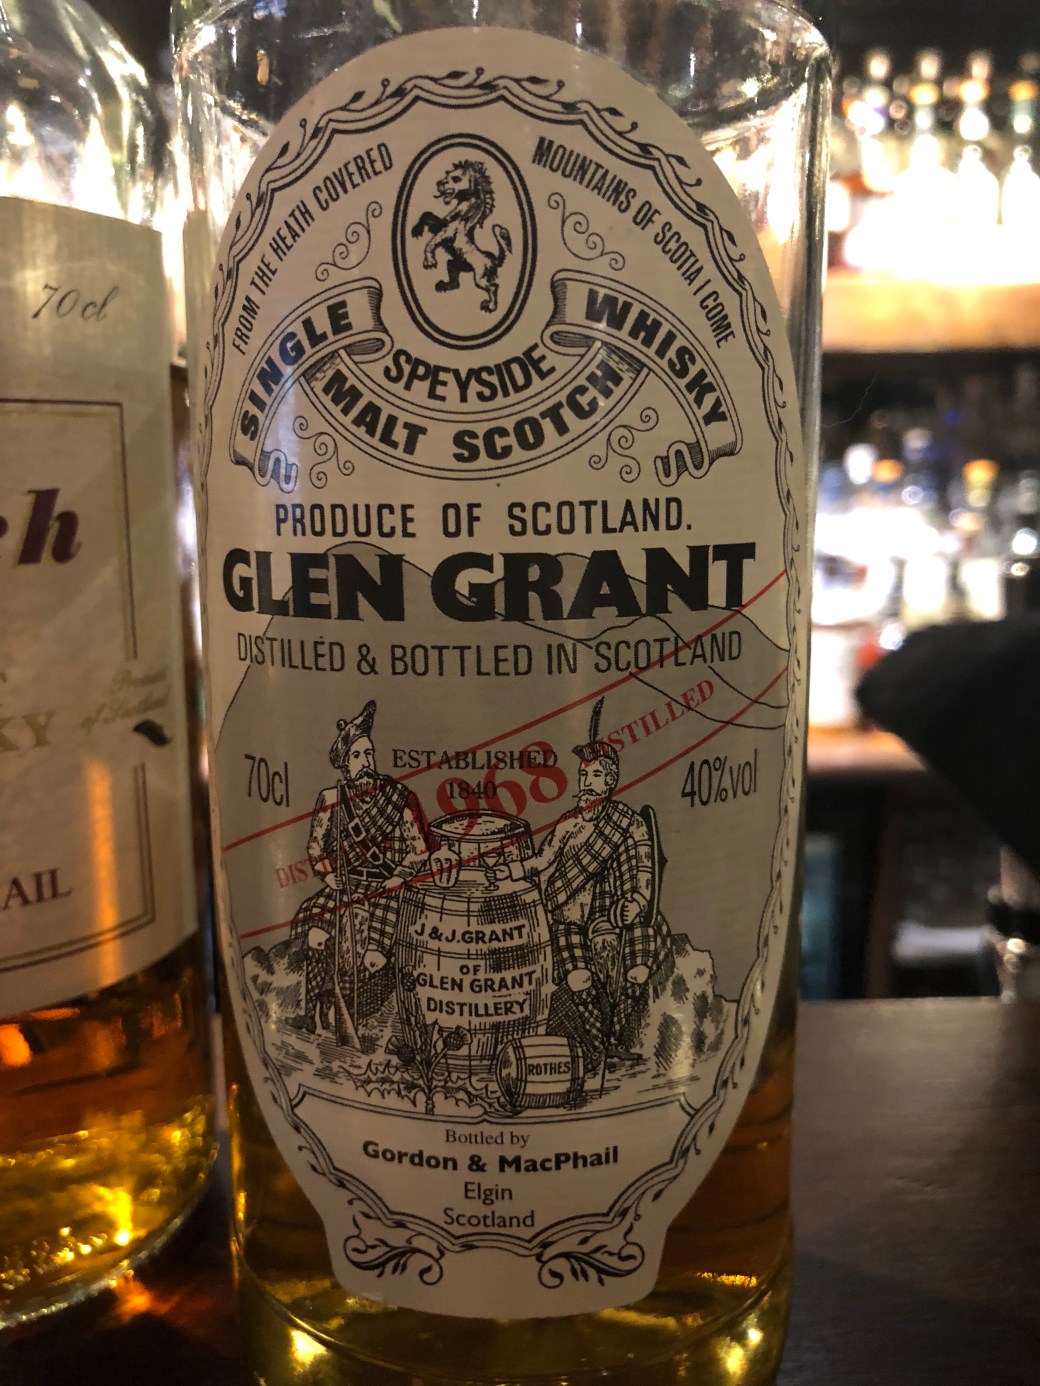 FROM THE HEATH COVERED
MOUNTAINS OF SCOTIA I COME
SINGLE
SPEYSIDE
MALT SCOTCH
WHISKY
PRODUCE OF SCOTLAND.
GLEN GRANT
DISTILLED & BOTTLED IN SCOTLAND
DISTILLED
1968
70cl
ESTABLISHED
1840
40%vol
J & J. GRANT
OF
GLEN GRANT
DISTILLERY
ROTHES
Bottled by
Gordon & MacPhail
Elgin
Scotland
70cl